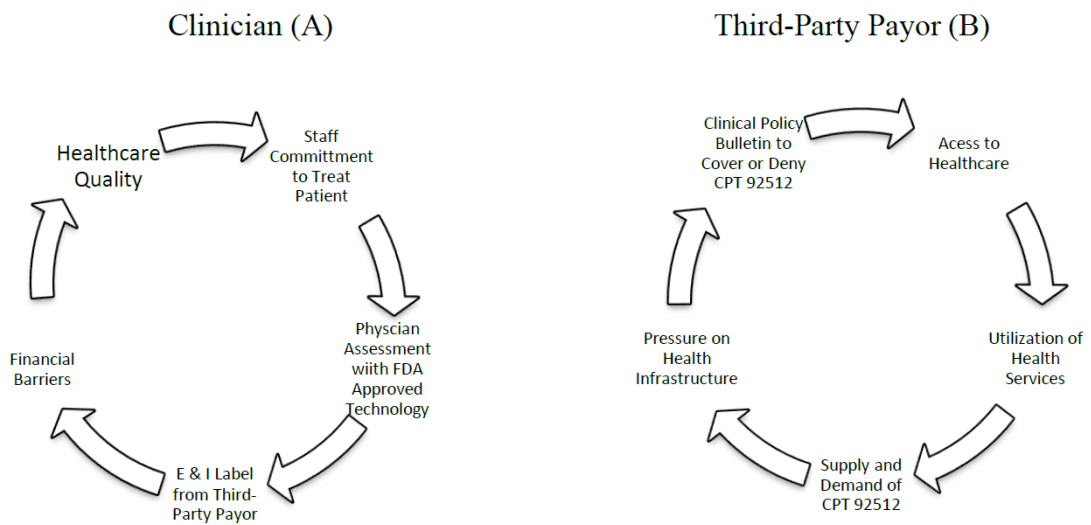 Clinician (A)
Healthcare
Quality
Staff
Committment
to Treat
Patient
Physcian
Assessment
wiith FDA
Approved
Technology
E & I Label
from Third-
Party Payor
Financial
Barriers
Third-Party Payor (B)
Clinical Policy
Bulletin to
Cover or Deny
CPT 92512
Acess to
Healthcare
Utilization of
Health
Services
Supply and
Demand of
CPT 92512
Pressure on
Health
Infrastructure